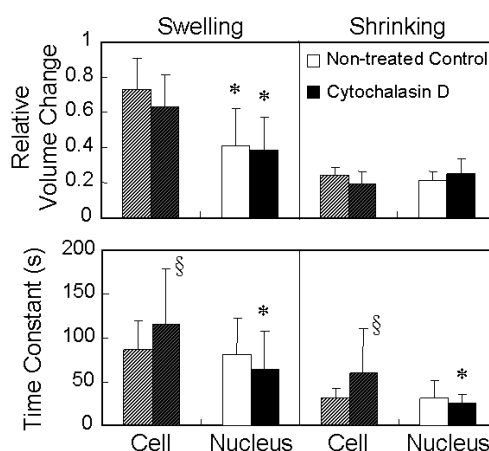 Swelling
Shrinking
Relative
Volume Change
1
0.8
0.6
0.4
0.2
0
* *
Non-treated Control
Cytochalasin D
Time Constant (s)
200
150
100
50
0
§
*
§
*
Cell
Nucleus
Cell
Nucleus